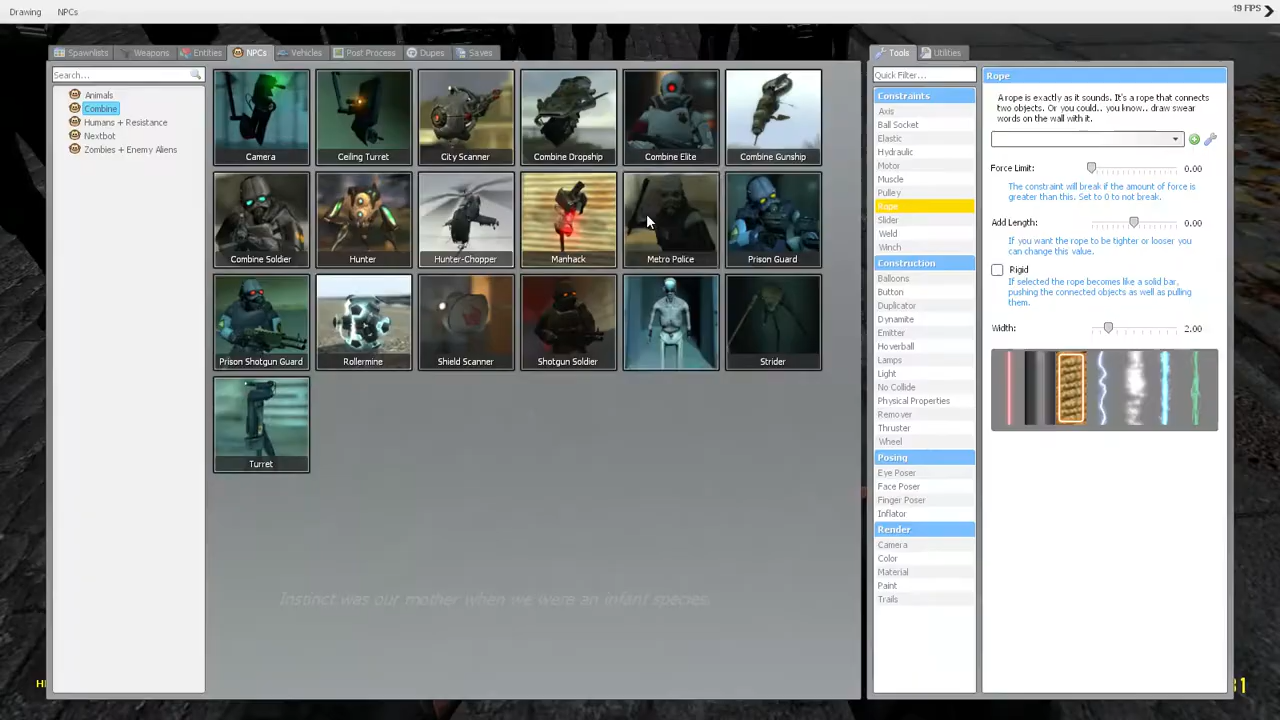 Drawing NPCs 19 FPS
Spawnlists Weapons Entities NPCs Vehicles Post Process Dupes Saves
Search...
Animals
Combine
Humans + Resistance
Nextbot
Zombies + Enemy Aliens
Camera Ceiling Turret City Scanner Combine Dropship Combine Elite Combine Gunship
Combine Soldier Hunter Hunter-Chopper Manhack Metro Police Prison Guard
Prison Shotgun Guard Rollermine Shield Scanner Shotgun Soldier Strider
Turret
Instinct was our mother when we were an infant species.
Tools Utilities
Quick Filter...
Constraints
Axis
Ball Socket
Elastic
Hydraulic
Motor
Muscle
Pulley
Rope
Slider
Weld
Winch
Construction
Balloons
Button
Duplicator
Dynamite
Emitter
Hoverball
Lamps
Light
No Collide
Physical Properties
Remover
Thruster
Wheel
Posing
Eye Poser
Face Poser
Finger Poser
Inflator
Render
Camera
Color
Material
Paint
Trails
Rope
A rope is exactly as it sounds. It's a rope that connects
two objects. Or you could.. you know.. draw swear
words on the wall with it.
Force Limit: 0.00
The constraint will break if the amount of force is
greater than this. Set to 0 to not break.
Add Length: 0.00
If you want the rope to be tighter or looser you
can change this value.
Rigid
If selected the rope becomes like a solid bar,
pushing the connected objects as well as pulling
them.
Width: 2.00